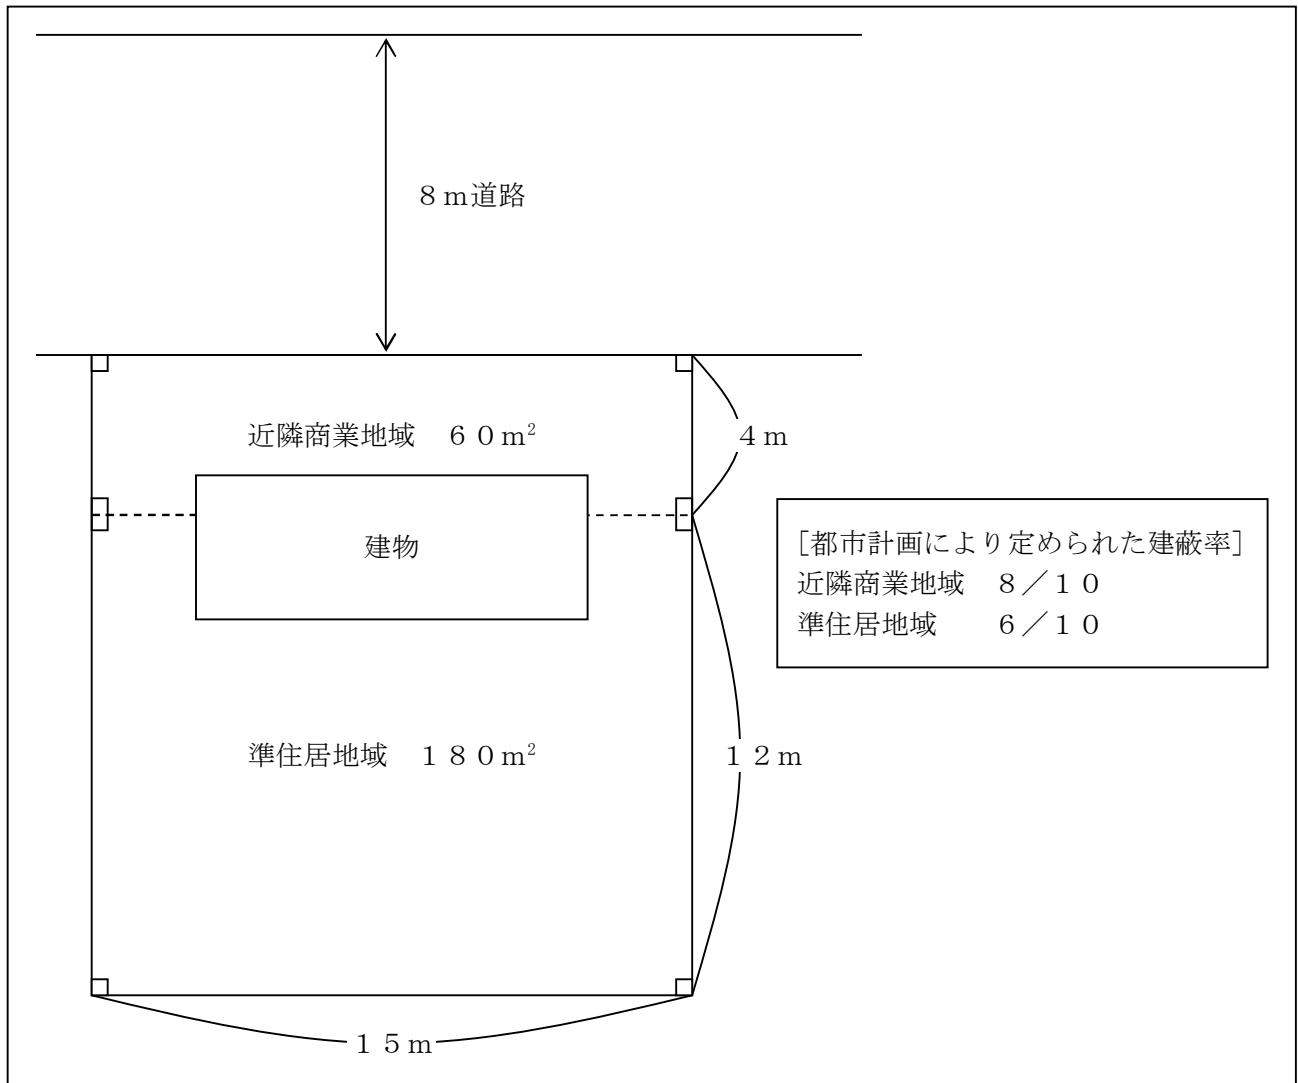 ８ｍ道路
近隣商業地域　６０ｍ²
４ｍ
建物
［都市計画により定められた建蔽率］
近隣商業地域　８／１０
準住居地域　　６／１０
準住居地域　１８０ｍ²
１２ｍ
１５ｍ